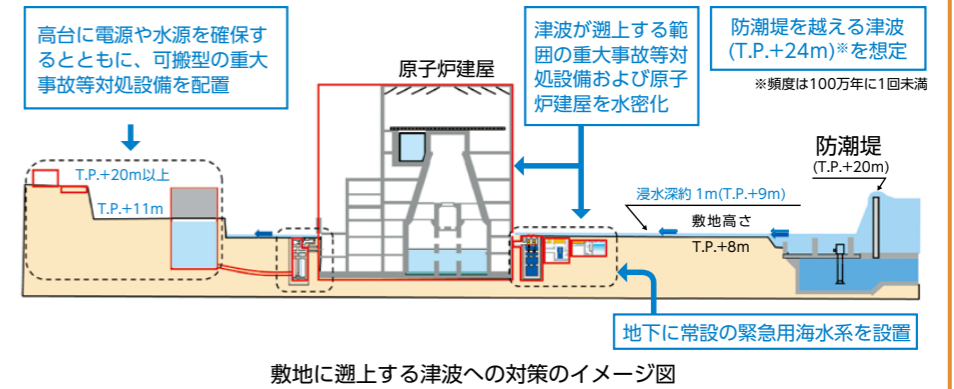 高台に電源や水源を確保す
るとともに、可搬型の重大
事故等対処設備を配置
原子炉建屋
津波が遡上する範
囲の重大事故等対
処設備および原子
炉建屋を水密化
防潮堤を越える津波
(T.P.+24m)※を想定
※頻度は100万年に1回未満
防潮堤
(T.P.+20m)
T.P.+20m以上
T.P.+11m
浸水深約 1m(T.P.+9m)
敷地高さ
T.P.+8m
地下に常設の緊急用海水系を設置
敷地に遡上する津波への対策のイメージ図